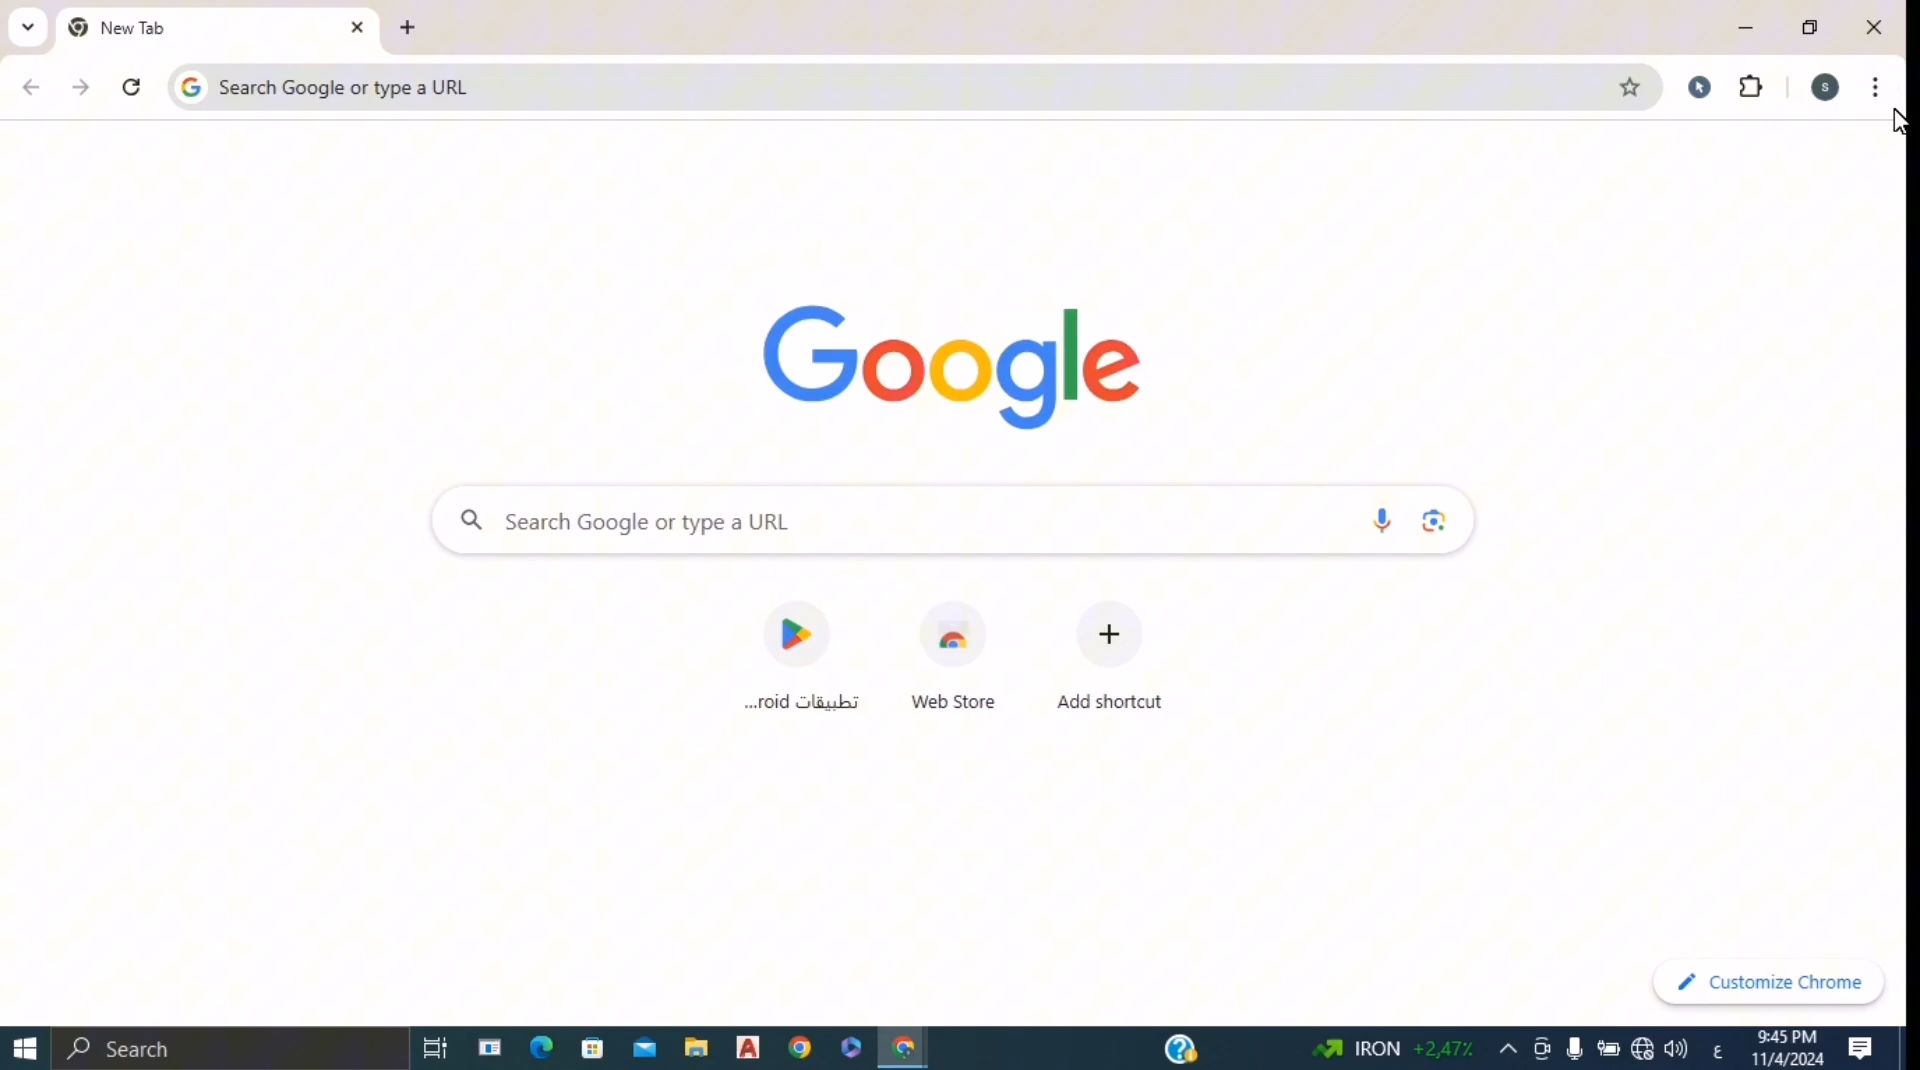 New Tab
Search Google or type a URL
S
Google
Search Google or type a URL
تطبيقات roid...
Web Store
Add shortcut
Customize Chrome
Search
IRON +2,47%
ع
9:45 PM
11/4/2024